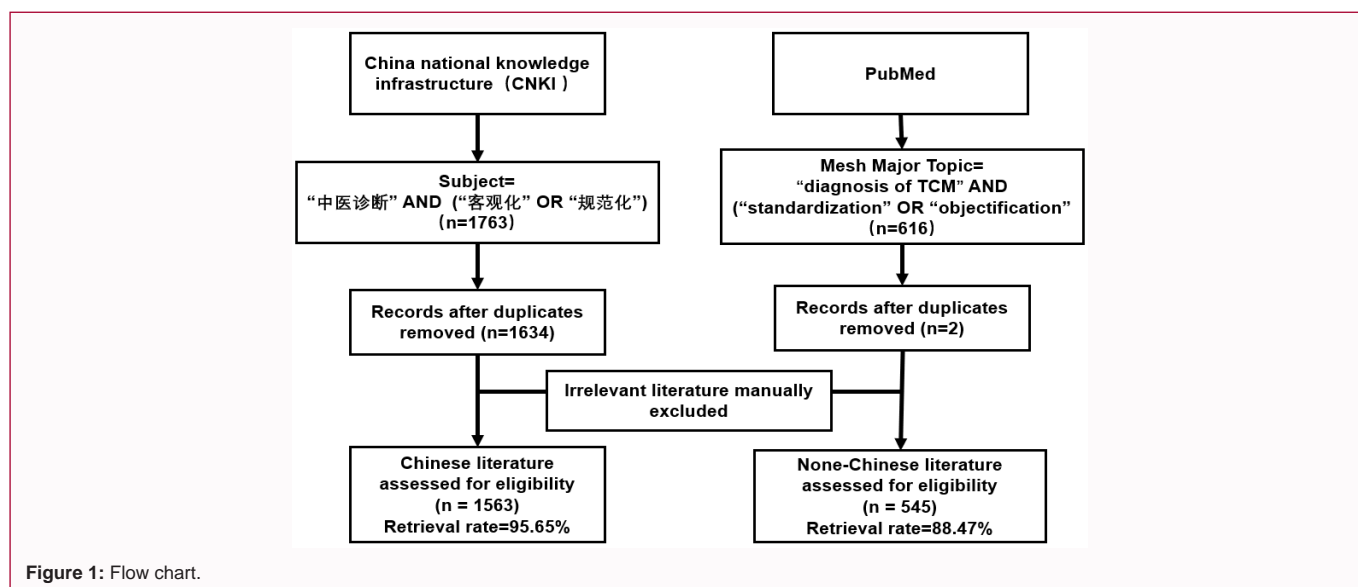 China national knowledge
infrastructure（CNKI ）
PubMed
Subject=
“中医诊断” AND（“客观化” OR “规范化”）
（n=1763）
Mesh Major Topic=
“diagnosis of TCM” AND
(“standardization” OR “objectification”
（n=616）
Records after duplicates
removed (n=1634)
Records after duplicates
removed (n=2)
Irrelevant literature manually
excluded
Chinese literature
assessed for eligibility
(n = 1563)
Retrieval rate=95.65%
None-Chinese literature
assessed for eligibility
(n = 545)
Retrieval rate=88.47%
Figure 1: Flow chart.